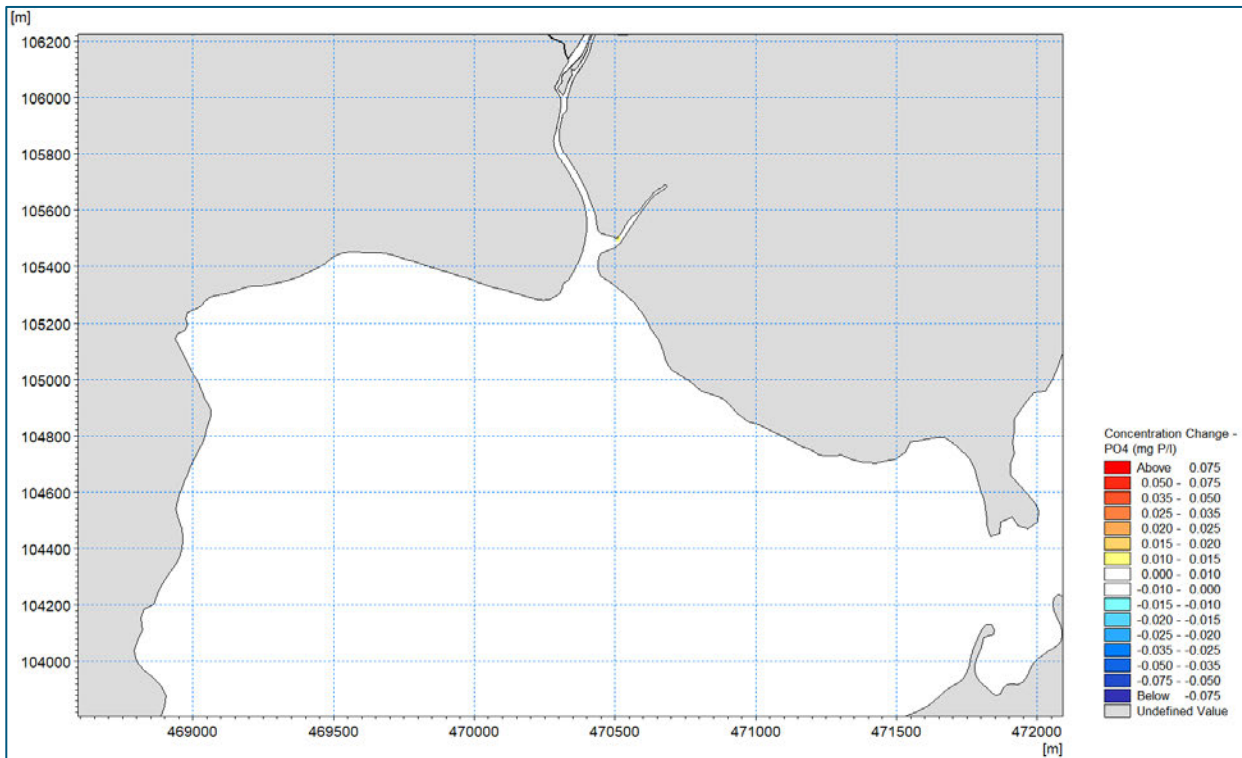 [m]
106200
106000
105800
105600
105400
105200
105000
104800
104600
104400
104200
104000
469000 469500 470000 470500 471000 471500 472000
[m]
Concentration Change -
PO4 (mg P/l)
Above 0.075
0.050 - 0.075
0.035 - 0.050
0.025 - 0.035
0.020 - 0.025
0.015 - 0.020
0.010 - 0.015
0.000 - 0.010
-0.010 - 0.000
-0.015 - -0.010
-0.020 - -0.015
-0.025 - -0.020
-0.035 - -0.025
-0.050 - -0.035
-0.075 - -0.050
Below -0.075
Undefined Value